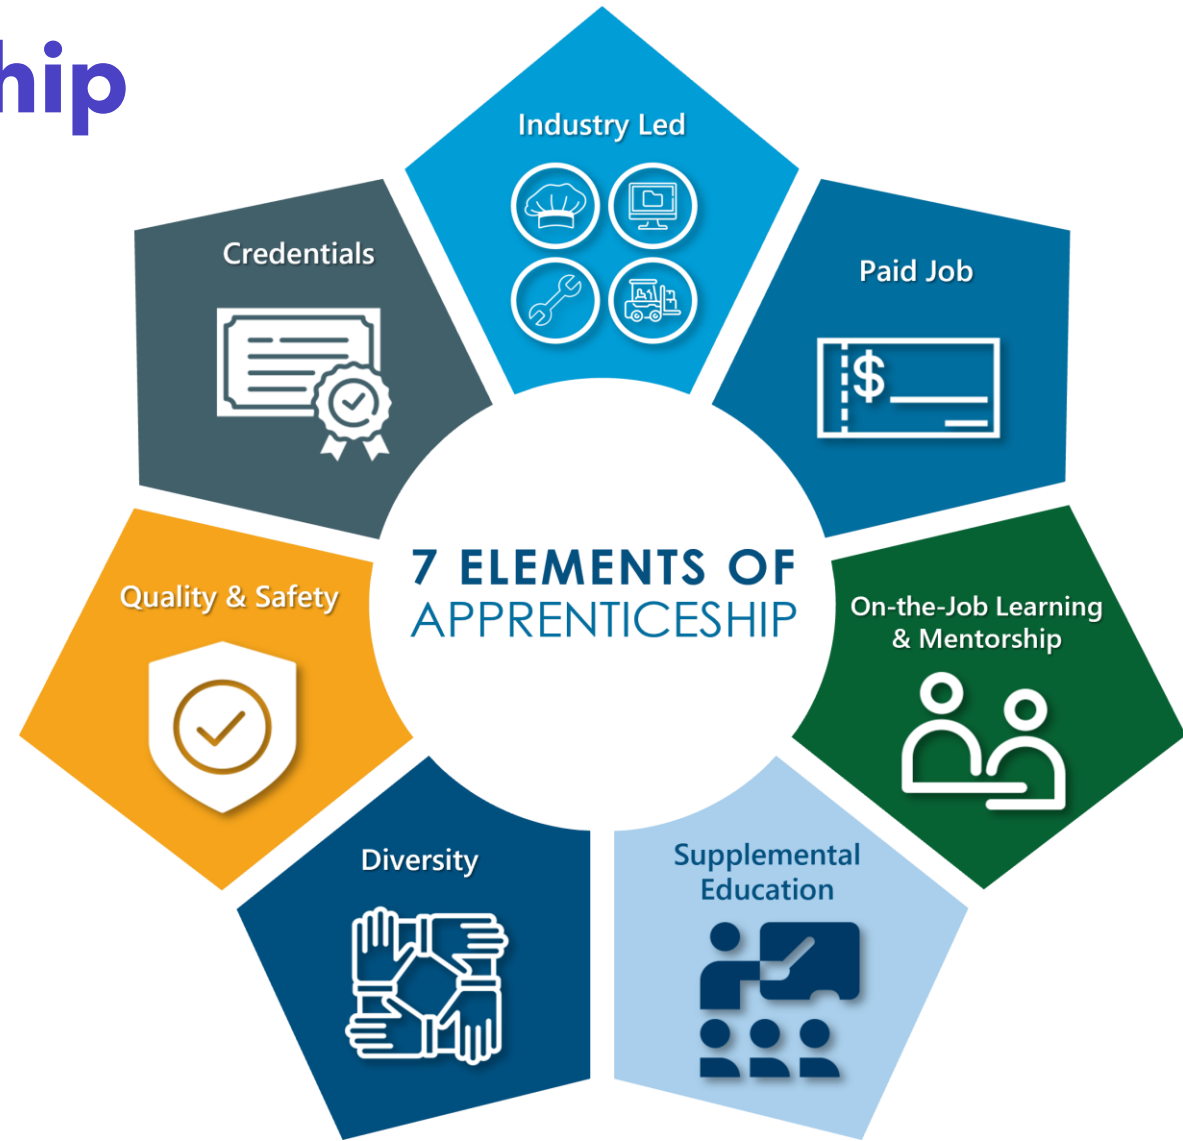 hip
Industry Led
Credentials
Paid Job
$
7 ELEMENTS OF
APPRENTICESHIP
Quality & Safety
On-the-Job Learning
& Mentorship
Diversity
Supplemental
Education